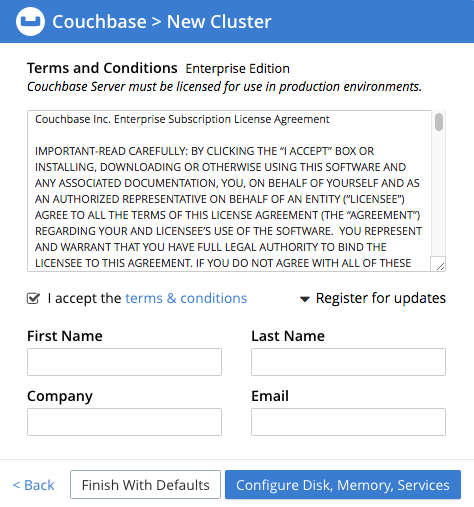 Couchbase > New Cluster
Terms and Conditions Enterprise Edition
Couchbase Server must be licensed for use in production environments.
Couchbase Inc. Enterprise Subscription License Agreement
IMPORTANT-READ CAREFULLY: BY CLICKING THE “I ACCEPT” BOX OR
INSTALLING, DOWNLOADING OR OTHERWISE USING THIS SOFTWARE AND
ANY ASSOCIATED DOCUMENTATION, YOU, ON BEHALF OF YOURSELF AND AS
AN AUTHORIZED REPRESENTATIVE ON BEHALF OF AN ENTITY (“LICENSEE”)
AGREE TO ALL THE TERMS OF THIS LICENSE AGREEMENT (THE “AGREEMENT”)
REGARDING YOUR AND LICENSEE’S USE OF THE SOFTWARE. YOU REPRESENT
AND WARRANT THAT YOU HAVE FULL LEGAL AUTHORITY TO BIND THE
LICENSEE TO THIS AGREEMENT. IF YOU DO NOT AGREE WITH ALL OF THESE
I accept the terms & conditions Register for updates
First Name Last Name
Company Email
< Back Finish With Defaults Configure Disk, Memory, Services